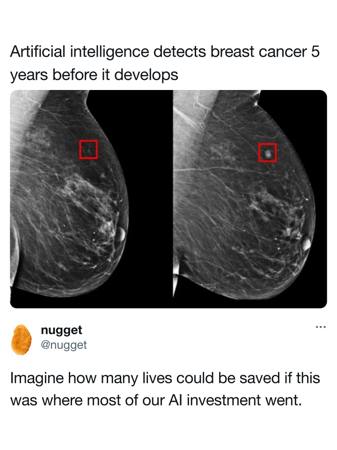 Artificial intelligence detects breast cancer 5
years before it develops
nugget
@nugget
Imagine how many lives could be saved if this
was where most of our AI investment went.